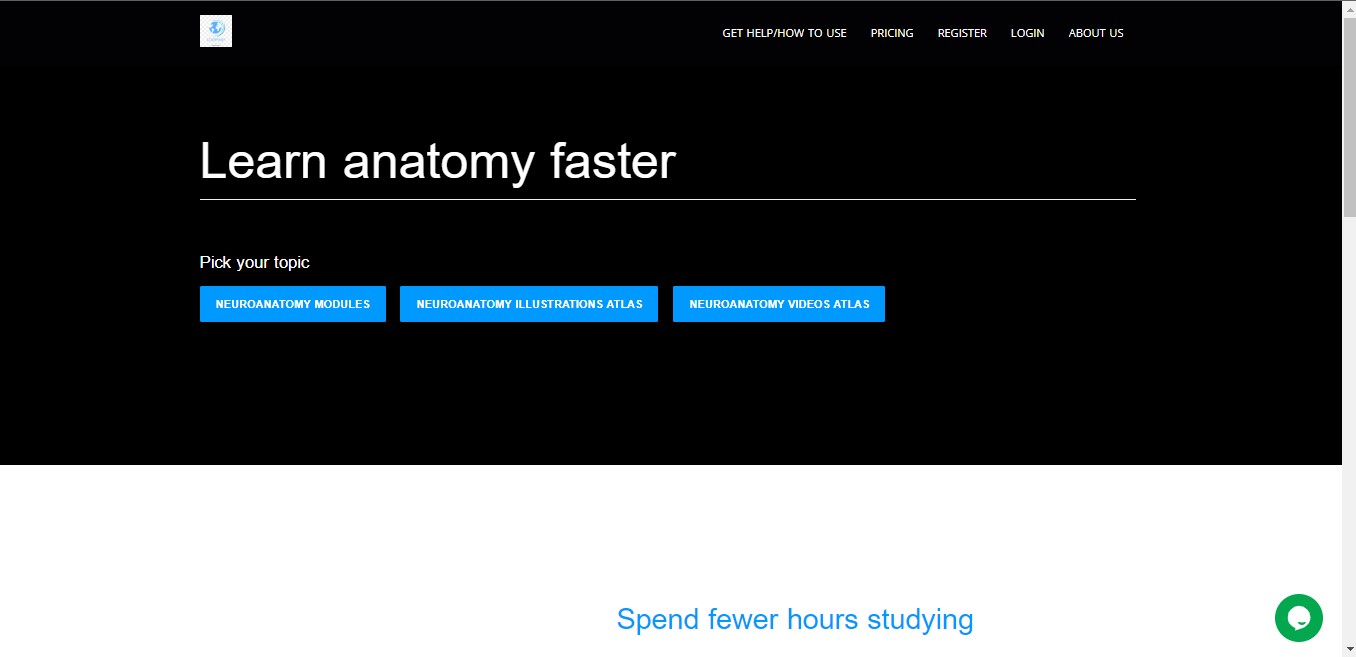 GET HELP/HOW TO USE PRICING REGISTER LOGIN ABOUT US
Learn anatomy faster
Pick your topic
NEUROANATOMY MODULES NEUROANATOMY ILLUSTRATIONS ATLAS NEUROANATOMY VIDEOS ATLAS
Spend fewer hours studying